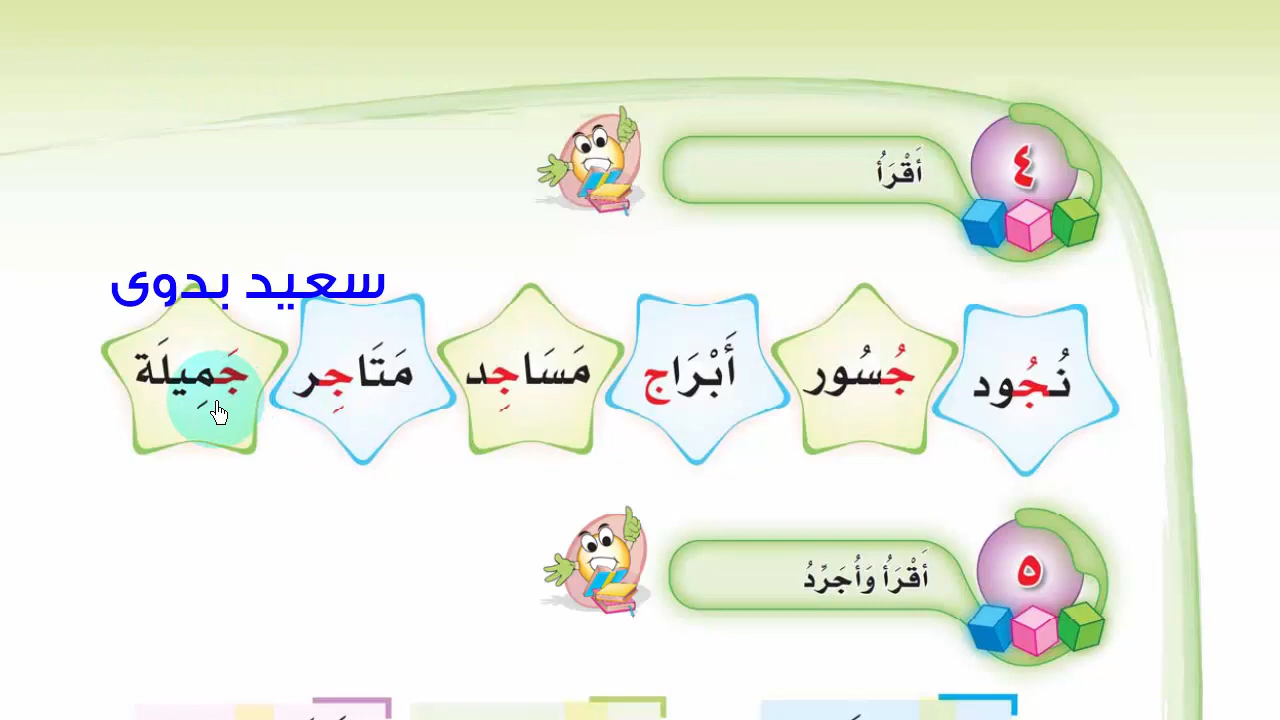 ٤
أَقْرَأُ
سعيد بدوى
نُجُود جُسُور أَبْرَاج مَسَاجِد مَتَاجِر جَمِيلَة
٥
أَقْرَأُ وَأُجَرِّدُ